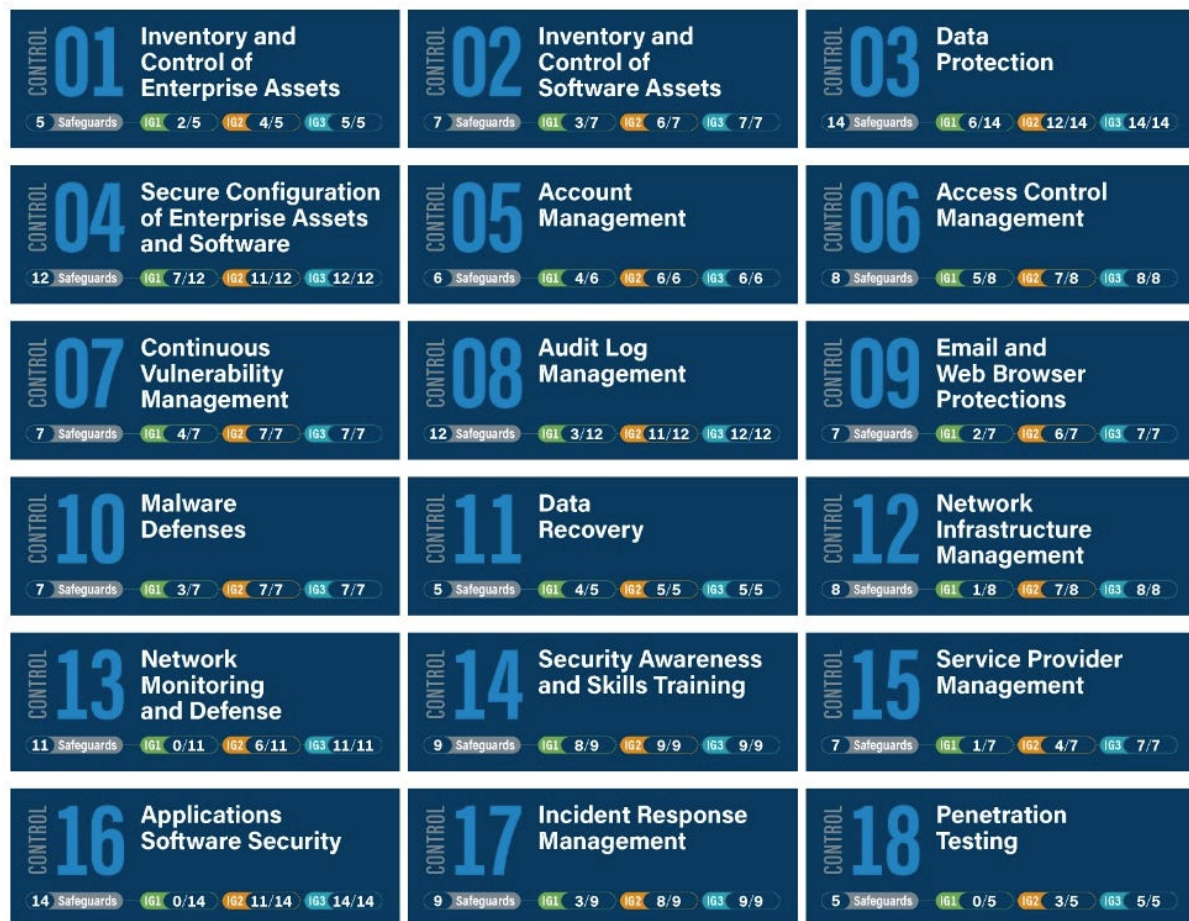 CONTROL 01
Inventory and
Control of
Enterprise Assets
5 Safeguards IG1 2/5 IG2 4/5 IG3 5/5
CONTROL 02
Inventory and
Control of
Software Assets
7 Safeguards IG1 3/7 IG2 6/7 IG3 7/7
CONTROL 03
Data
Protection
14 Safeguards IG1 6/14 IG2 12/14 IG3 14/14
CONTROL 04
Secure Configuration
of Enterprise Assets
and Software
12 Safeguards IG1 7/12 IG2 11/12 IG3 12/12
CONTROL 05
Account
Management
6 Safeguards IG1 4/6 IG2 6/6 IG3 6/6
CONTROL 06
Access Control
Management
8 Safeguards IG1 5/8 IG2 7/8 IG3 8/8
CONTROL 07
Continuous
Vulnerability
Management
7 Safeguards IG1 4/7 IG2 7/7 IG3 7/7
CONTROL 08
Audit Log
Management
12 Safeguards IG1 3/12 IG2 11/12 IG3 12/12
CONTROL 09
Email and
Web Browser
Protections
7 Safeguards IG1 2/7 IG2 6/7 IG3 7/7
CONTROL 10
Malware
Defenses
7 Safeguards IG1 3/7 IG2 7/7 IG3 7/7
CONTROL 11
Data
Recovery
5 Safeguards IG1 4/5 IG2 5/5 IG3 5/5
CONTROL 12
Network
Infrastructure
Management
8 Safeguards IG1 1/8 IG2 7/8 IG3 8/8
CONTROL 13
Network
Monitoring
and Defense
11 Safeguards IG1 0/11 IG2 6/11 IG3 11/11
CONTROL 14
Security Awareness
and Skills Training
9 Safeguards IG1 8/9 IG2 9/9 IG3 9/9
CONTROL 15
Service Provider
Management
7 Safeguards IG1 1/7 IG2 4/7 IG3 7/7
CONTROL 16
Applications
Software Security
14 Safeguards IG1 0/14 IG2 11/14 IG3 14/14
CONTROL 17
Incident Response
Management
9 Safeguards IG1 3/9 IG2 8/9 IG3 9/9
CONTROL 18
Penetration
Testing
5 Safeguards IG1 0/5 IG2 3/5 IG3 5/5